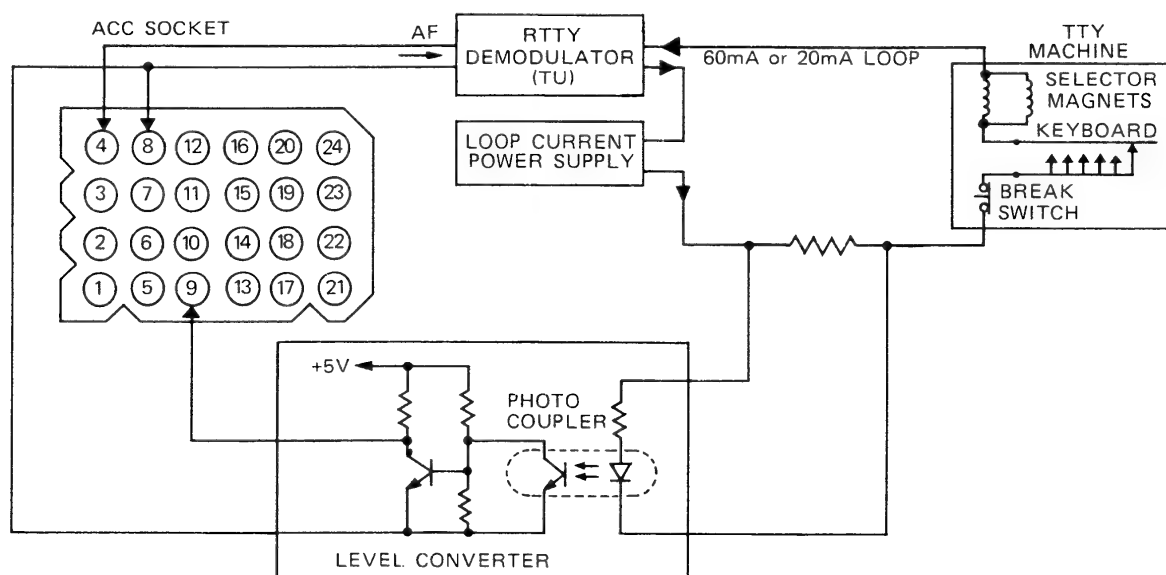 ACC SOCKET
AF
RTTY
DEMODULATOR
(TU)
60mA or 20mA LOOP
TTY
MACHINE
SELECTOR
MAGNETS
KEYBOARD
BREAK
SWITCH
LOOP CURRENT
POWER SUPPLY
4 8 12 16 20 24
3 7 11 15 19 23
2 6 10 14 18 22
1 5 9 13 17 21
+5V
PHOTO
COUPLER
LEVEL CONVERTER